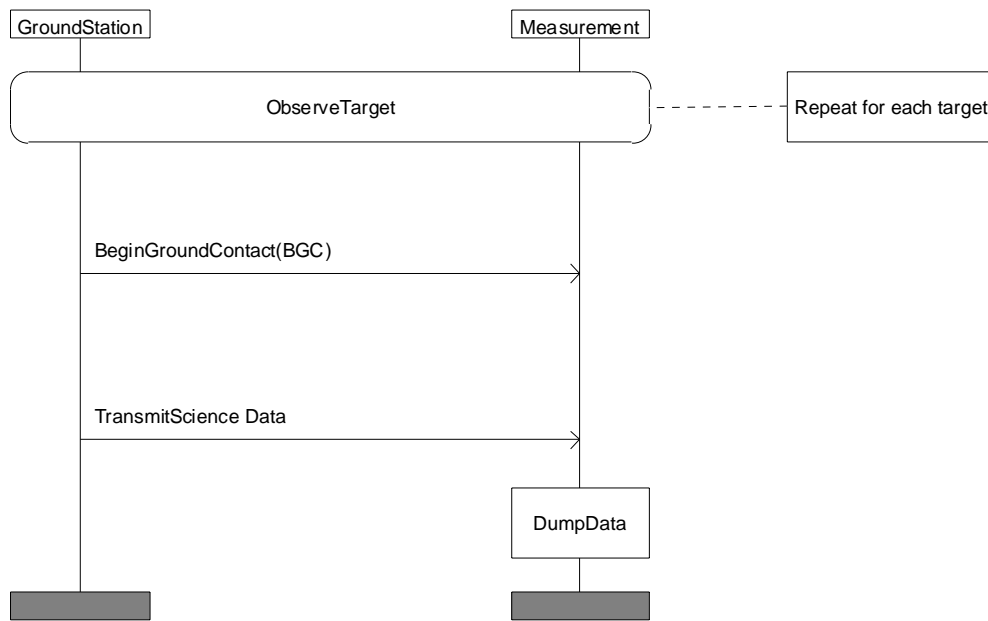 GroundStation
Measurement
ObserveTarget
Repeat for each target
BeginGroundContact(BGC)
TransmitScience Data
DumpData